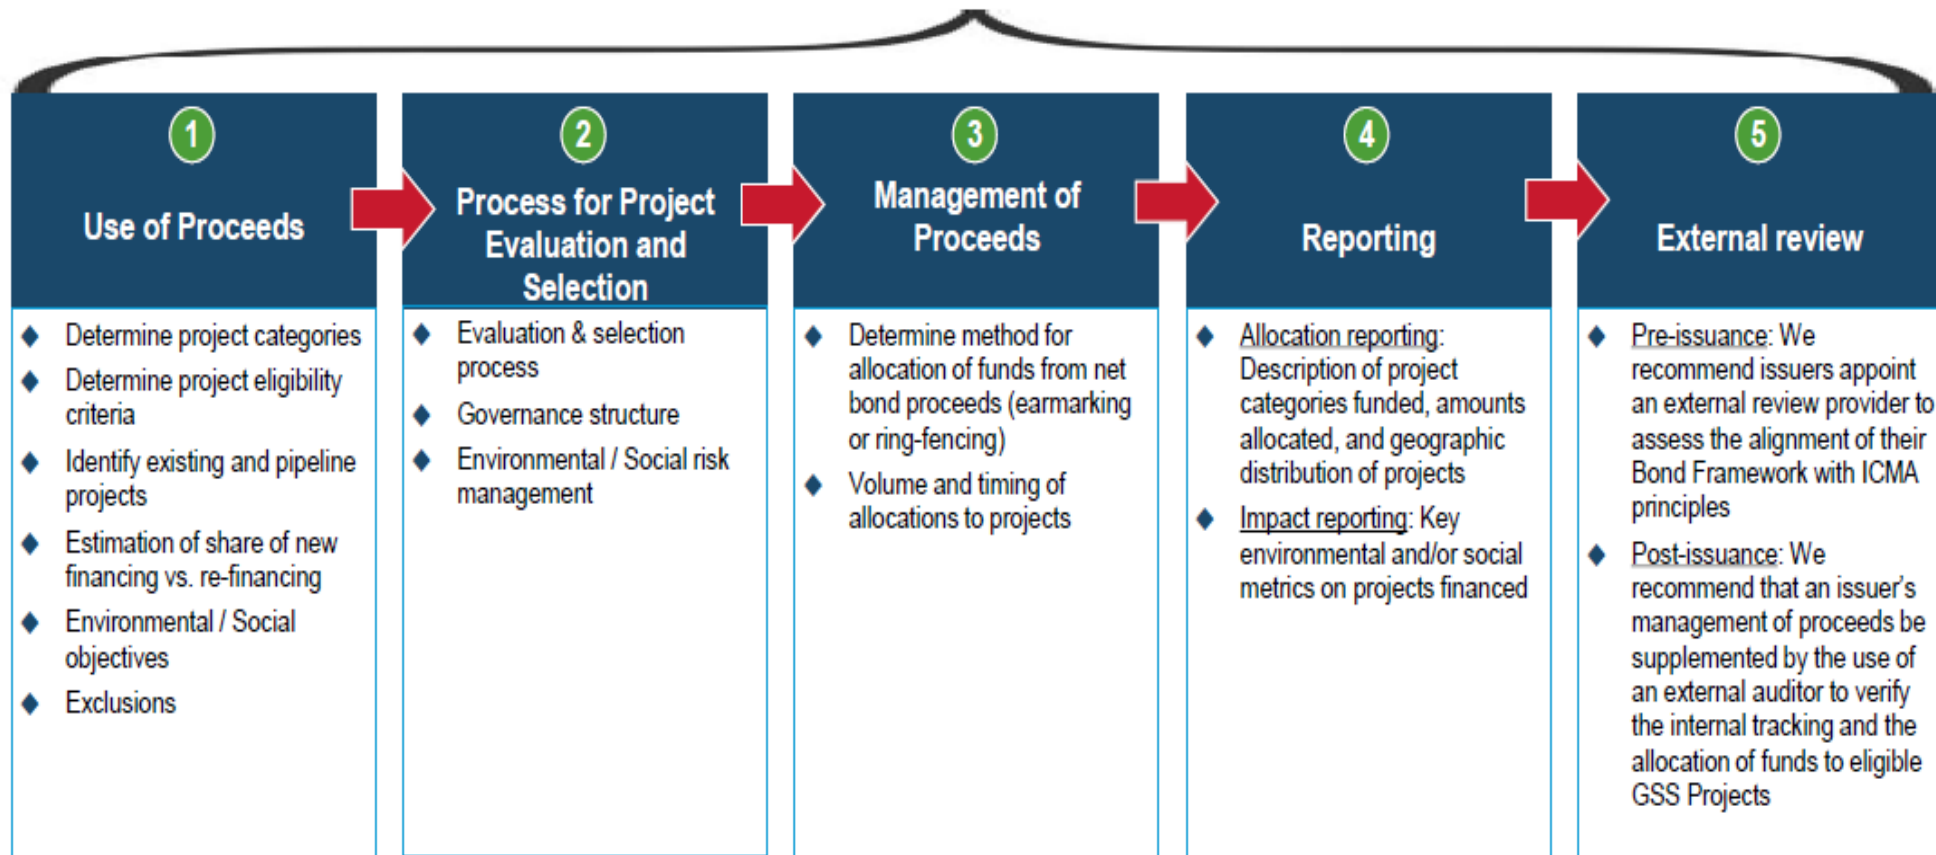 1
Use of Proceeds
Determine project categories
Determine project eligibility
criteria
Identify existing and pipeline
projects
Estimation of share of new
financing vs. re-financing
Environmental / Social
objectives
Exclusions
2
Process for Project
Evaluation and
Selection
Evaluation & selection
process
Governance structure
Environmental / Social risk
management
3
Management of
Proceeds
Determine method for
allocation of funds from net
bond proceeds (earmarking
or ring-fencing)
Volume and timing of
allocations to projects
4
Reporting
Allocation reporting:
Description of project
categories funded, amounts
allocated, and geographic
distribution of projects
Impact reporting: Key
environmental and/or social
metrics on projects financed
5
External review
Pre-issuance: We
recommend issuers appoint
an external review provider to
assess the alignment of their
Bond Framework with ICMA
principles
Post-issuance: We
recommend that an issuer's
management of proceeds be
supplemented by the use of
an external auditor to verify
the internal tracking and the
allocation of funds to eligible
GSS Projects